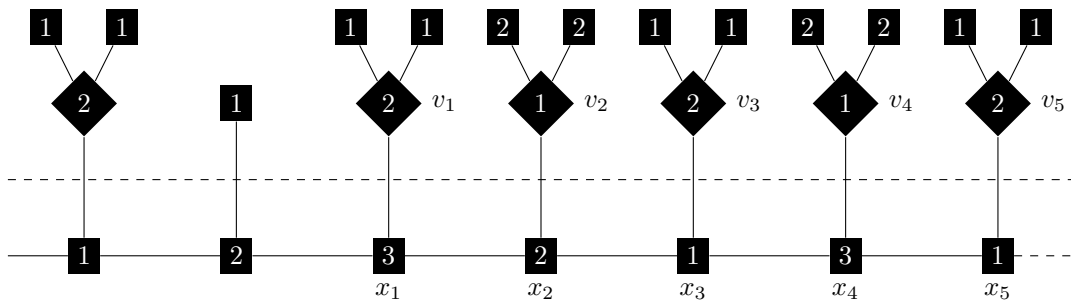 1 1 1 1 2 2 1 1 2 2 1 1
2 1 2 v₁ 1 v₂ 2 v₃ 1 v₄ 2 v₅
1 2 3 2 1 3 1
x₁ x₂ x₃ x₄ x₅